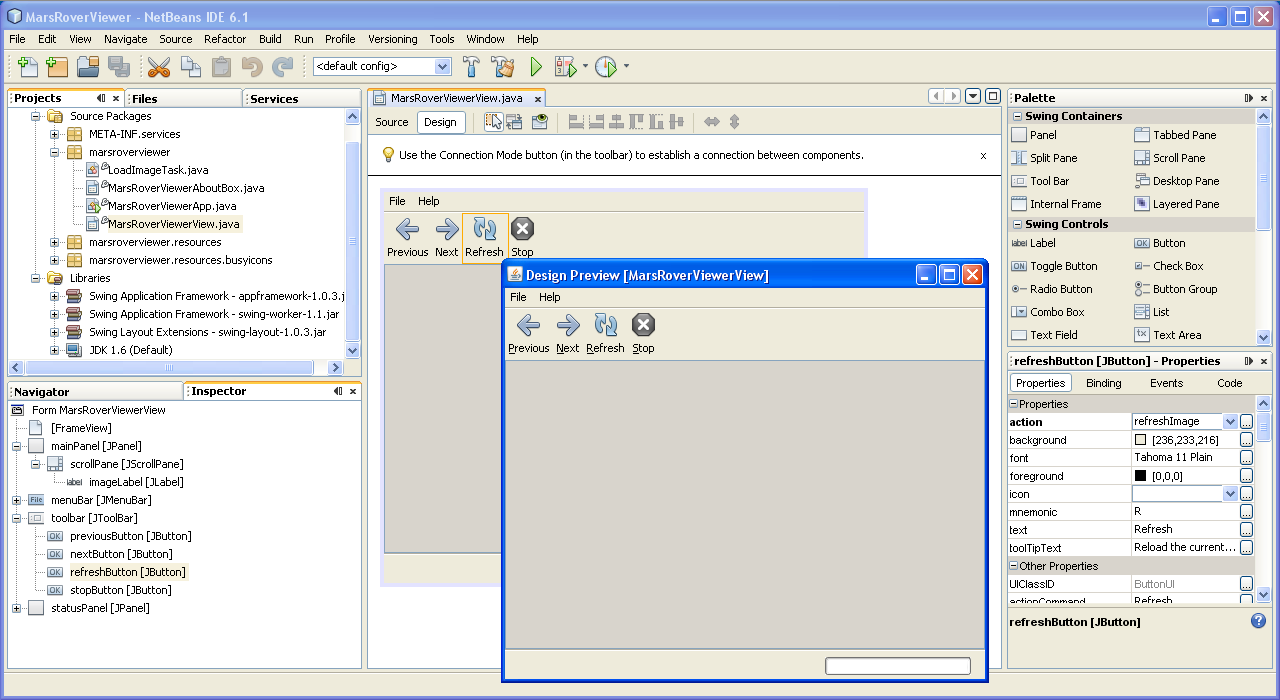 MarsRoverViewer - NetBeans IDE 6.1
File Edit View Navigate Source Refactor Build Run Profile Versioning Tools Window Help
<default config>
Projects Files Services
Source Packages
META-INF.services
marsroverviewer
LoadImageTask.java
MarsRoverViewerAboutBox.java
MarsRoverViewerApp.java
MarsRoverViewerView.java
marsroverviewer.resources
marsroverviewer.resources.busyicons
Libraries
Swing Application Framework - appframework-1.0.3.j
Swing Application Framework - swing-worker-1.1.jar
Swing Layout Extensions - swing-layout-1.0.3.jar
JDK 1.6 (Default)
Navigator Inspector
Form MarsRoverViewerView
[FrameView]
mainPanel [JPanel]
scrollPane [JScrollPane]
label imageLabel [JLabel]
File menuBar [JMenuBar]
toolbar [JToolBar]
OK previousButton [JButton]
OK nextButton [JButton]
OK refreshButton [JButton]
OK stopButton [JButton]
statusPanel [JPanel]
MarsRoverViewerView.java x
Source Design
Use the Connection Mode button (in the toolbar) to establish a connection between components. x
File Help
Previous Next Refresh Stop
Design Preview [MarsRoverViewerView]
File Help
Previous Next Refresh Stop
Palette
Swing Containers
Panel Tabbed Pane
Split Pane Scroll Pane
Tool Bar Desktop Pane
Internal Frame Layered Pane
Swing Controls
label Label OK Button
ON Toggle Button Check Box
Radio Button Button Group
Combo Box List
Text Field tx Text Area
refreshButton [JButton] - Properties
Properties Binding Events Code
Properties
action refreshImage ...
background [236,233,216] ...
font Tahoma 11 Plain ...
foreground [0,0,0] ...
icon ...
mnemonic R ...
text Refresh ...
toolTipText Reload the current... ...
Other Properties
UIClassID ButtonUI ...
actionCommand Refresh
refreshButton [JButton] ?